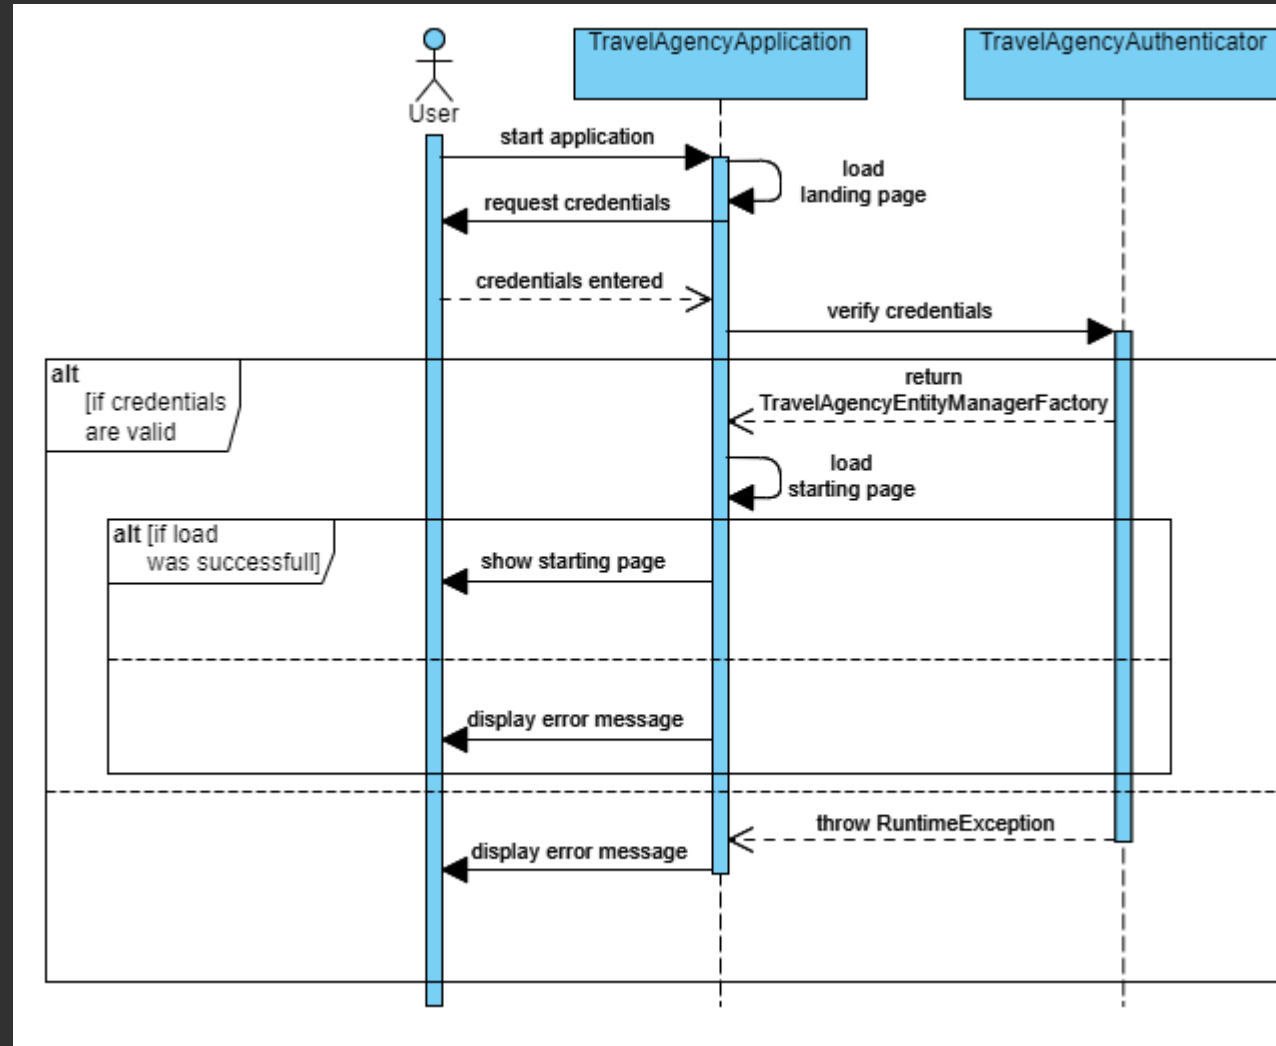 TravelAgencyApplication
TravelAgencyAuthenticator
User
start application
load
landing page
request credentials
credentials entered
verify credentials
alt
[if credentials
are valid
return
TravelAgencyEntityManagerFactory
load
starting page
alt [if load
was successfull]
show starting page
display error message
throw RuntimeException
display error message